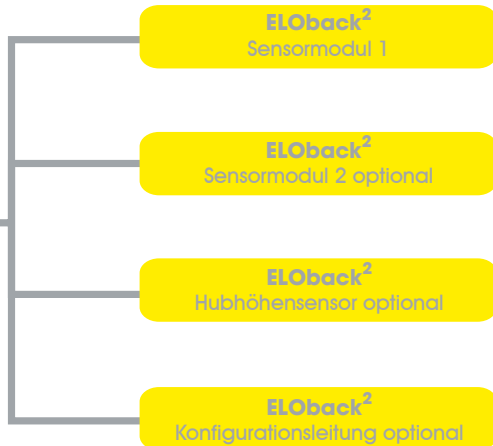 ELOback²
Sensormodul 1
ELOback²
Sensormodul 2 optional
ELOback²
Hubhöhensensor optional
ELOback²
Konfigurationsleitung optional